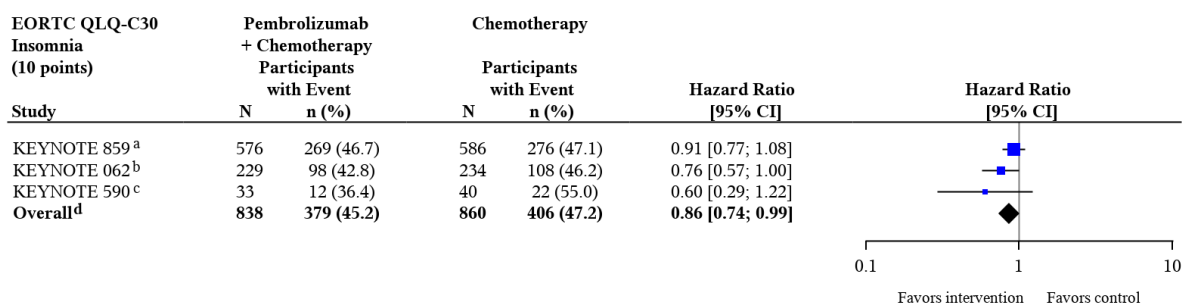 EORTC QLQ-C30 Pembrolizumab Chemotherapy
Insomnia + Chemotherapy
(10 points) Participants Participants
with Event with Event Hazard Ratio Hazard Ratio
Study N n (%) N n (%) [95% CI] [95% CI]
KEYNOTE 859 a 576 269 (46.7) 586 276 (47.1) 0.91 [0.77; 1.08]
KEYNOTE 062 b 229 98 (42.8) 234 108 (46.2) 0.76 [0.57; 1.00]
KEYNOTE 590 c 33 12 (36.4) 40 22 (55.0) 0.60 [0.29; 1.22]
Overall d 838 379 (45.2) 860 406 (47.2) 0.86 [0.74; 0.99]
0.1 1 10
Favors intervention Favors control